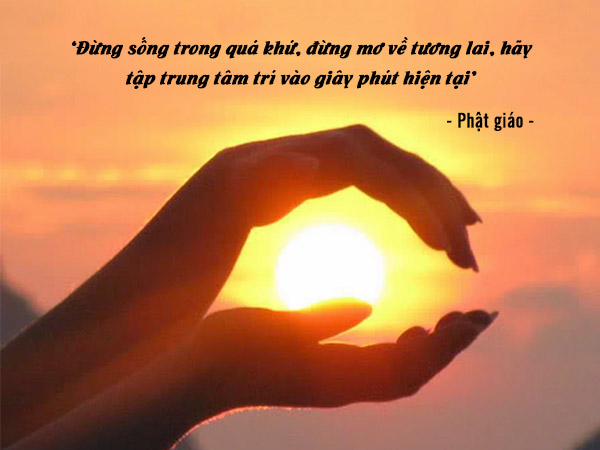 ‘Đừng sống trong quá khứ, đừng mơ về tương lai, hãy
tập trung tâm trí vào giây phút hiện tại’
- Phật giáo -